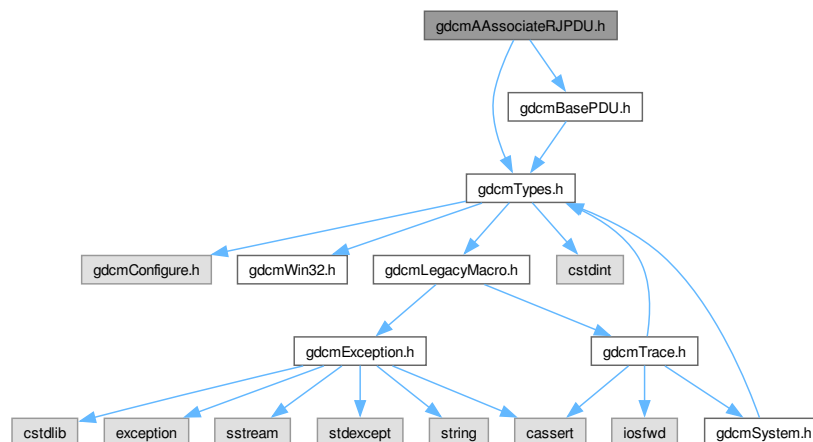 gdcmAAssociateRJPDU.h
gdcmBasePDU.h
gdcmTypes.h
gdcmConfigure.h
gdcmWin32.h
gdcmLegacyMacro.h
cstdint
gdcmException.h
gdcmTrace.h
cstdlib
exception
sstream
stdexcept
string
cassert
iosfwd
gdcmSystem.h